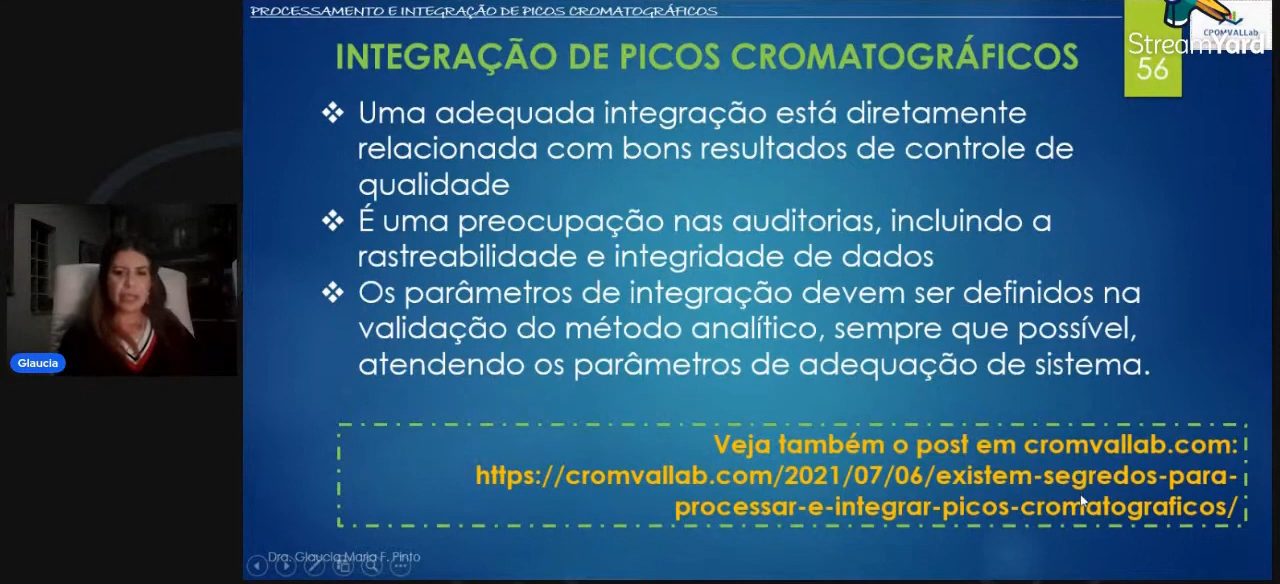 PROCESSAMENTO E INTEGRAÇÃO DE PICOS CROMATOGRÁFICOS
CROMVALLab
StreamYard
56
INTEGRAÇÃO DE PICOS CROMATOGRÁFICOS
❖ Uma adequada integração está diretamente
relacionada com bons resultados de controle de
qualidade
❖ É uma preocupação nas auditorias, incluindo a
rastreabilidade e integridade de dados
❖ Os parâmetros de integração devem ser definidos na
validação do método analítico, sempre que possível,
atendendo os parâmetros de adequação de sistema.
Glaucia
Veja também o post em cromvallab.com:
https://cromvallab.com/2021/07/06/existem-segredos-para-
processar-e-integrar-picos-cromatograficos/
Dra. Glaucia Maria F. Pinto